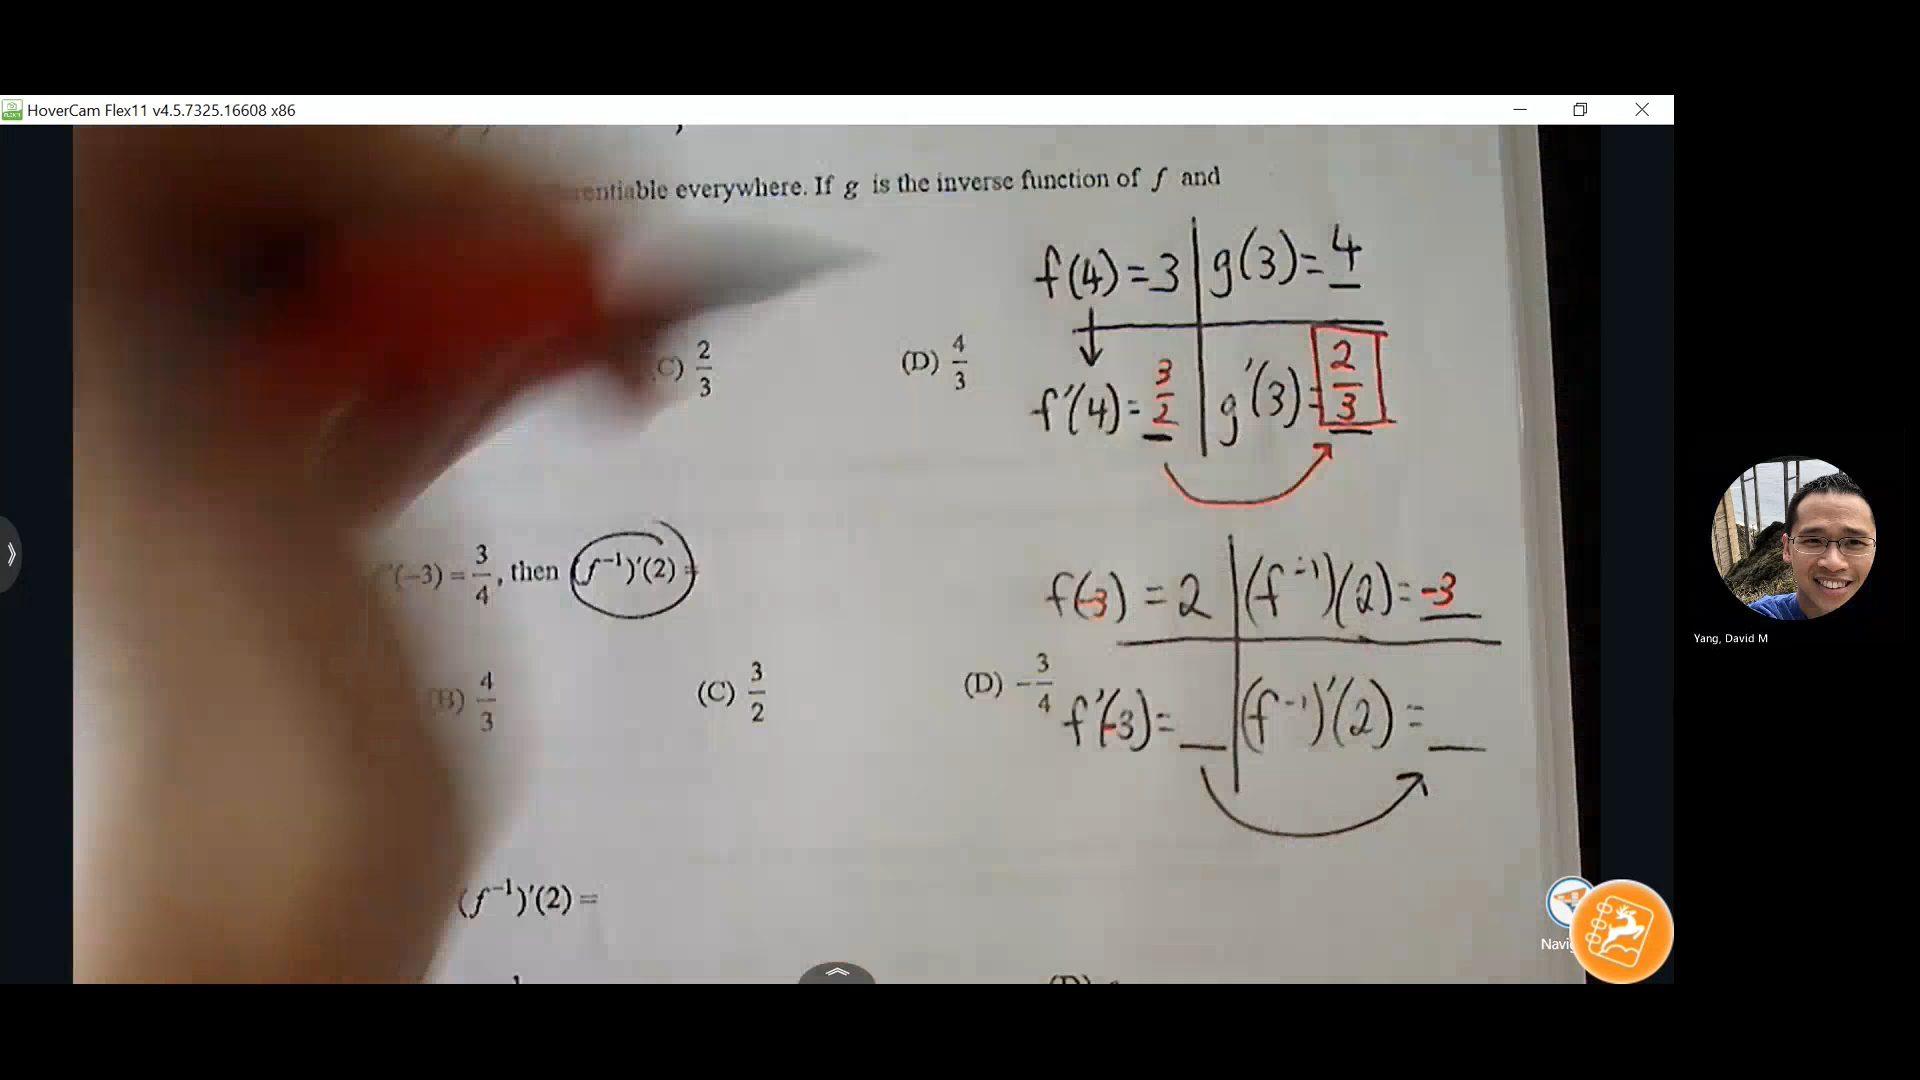 HoverCam Flex11 v4.5.7325.16608 x86
everywhere. If g is the inverse function of f and
f(4) = 3 | g(3) = 4
C) 2/3 (D) 4/3
f'(4) = 3/2 | g'(3) = 2/3
'(−3) = 3/4, then (f⁻¹)'(2) =
f(-3) = 2 | (f⁻¹)(2) = -3
B) 4/3 (C) 3/2 (D) −3/4
f'(-3) = __ | (f⁻¹)'(2) = __
(f⁻¹)'(2) =
Yang, David M